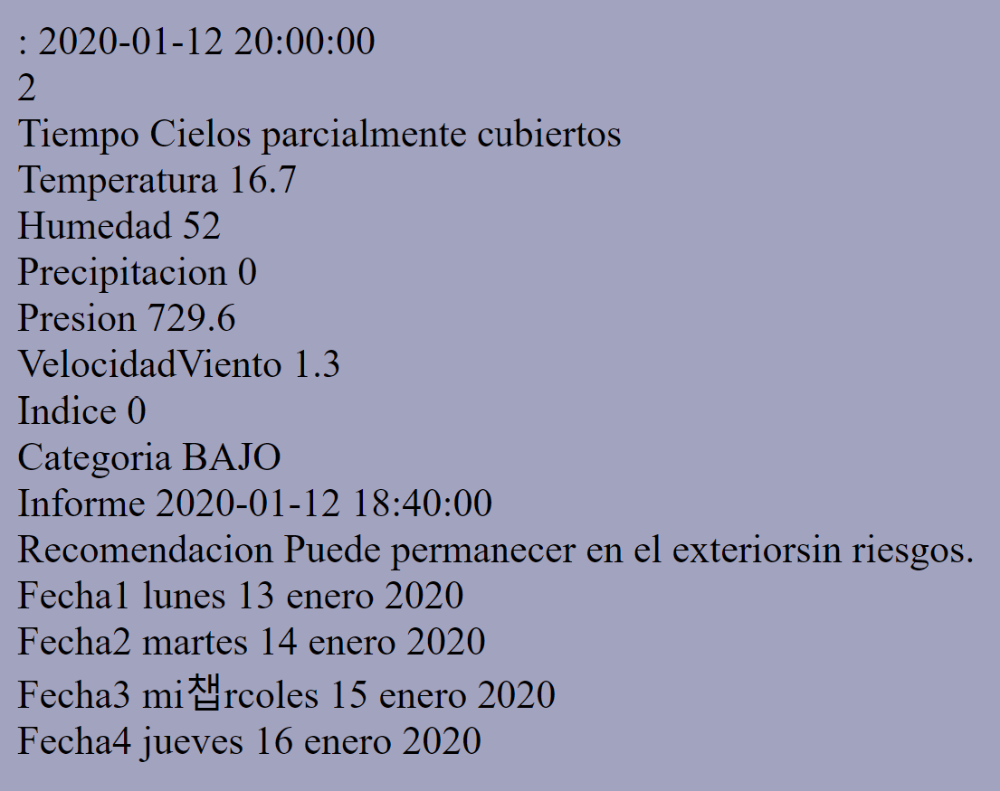 : 2020-01-12 20:00:00
2
Tiempo Cielos parcialmente cubiertos
Temperatura 16.7
Humedad 52
Precipitacion 0
Presion 729.6
VelocidadViento 1.3
Indice 0
Categoria BAJO
Informe 2020-01-12 18:40:00
Recomendacion Puede permanecer en el exteriorsin riesgos.
Fecha1 lunes 13 enero 2020
Fecha2 martes 14 enero 2020
Fecha3 mi챕rcoles 15 enero 2020
Fecha4 jueves 16 enero 2020